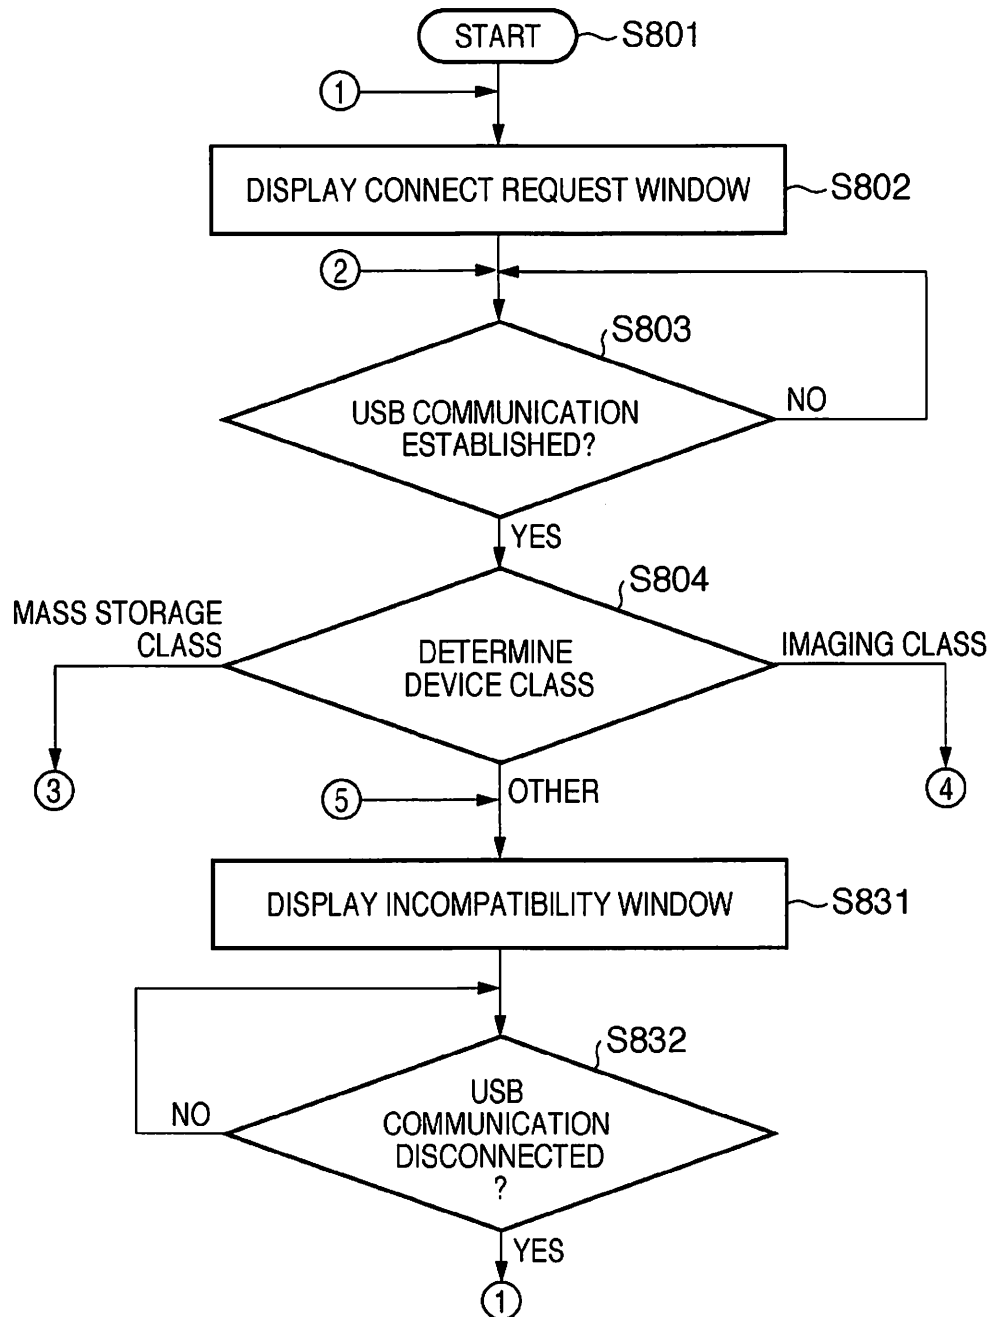 START
S801
1
DISPLAY CONNECT REQUEST WINDOW
S802
2
S803
USB COMMUNICATION
ESTABLISHED?
NO
YES
S804
MASS STORAGE
CLASS
DETERMINE
DEVICE CLASS
IMAGING CLASS
3
4
5
OTHER
DISPLAY INCOMPATIBILITY WINDOW
S831
S832
USB
COMMUNICATION
DISCONNECTED
?
NO
YES
1